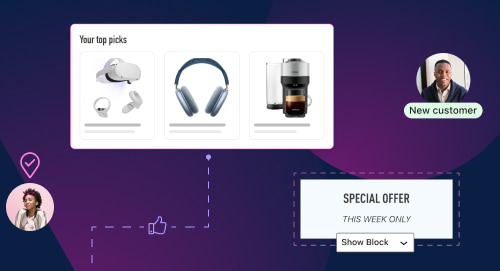 Your top picks
New customer
SPECIAL OFFER
THIS WEEK ONLY
Show Block